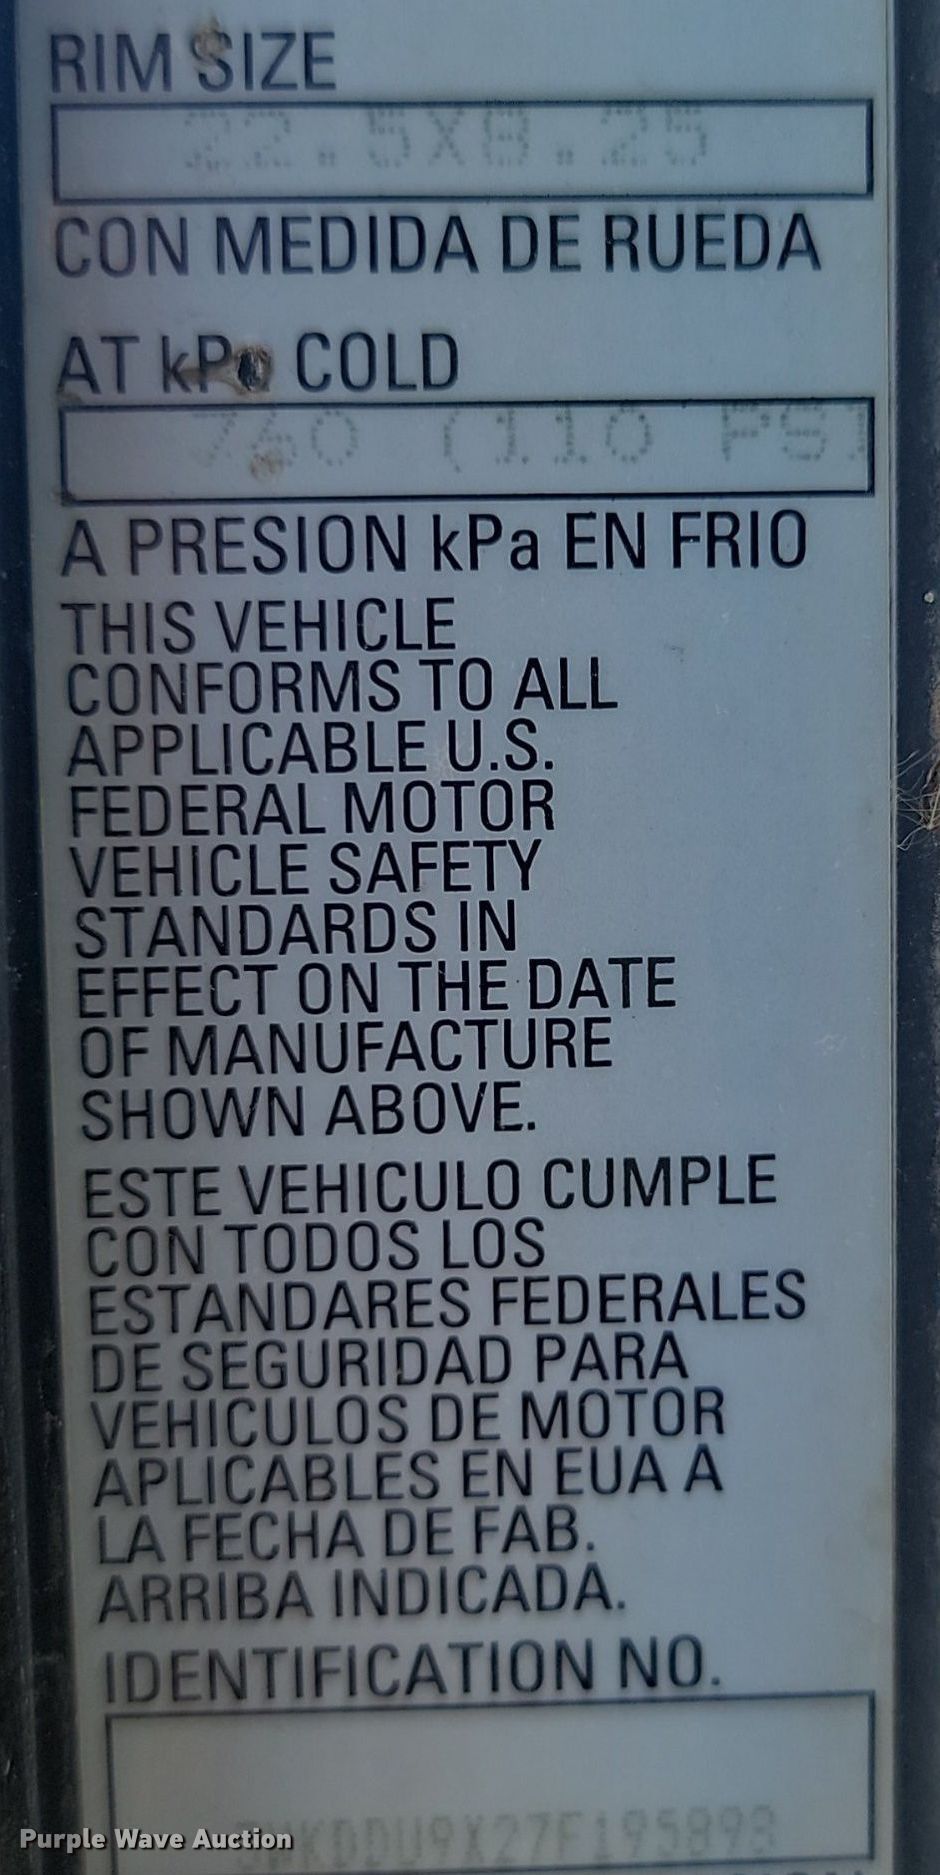 RIM SIZE
22.5X8.25
CON MEDIDA DE RUEDA
AT kPa COLD
760 (110 PSI
A PRESION kPa EN FRIO
THIS VEHICLE
CONFORMS TO ALL
APPLICABLE U.S.
FEDERAL MOTOR
VEHICLE SAFETY
STANDARDS IN
EFFECT ON THE DATE
OF MANUFACTURE
SHOWN ABOVE.
ESTE VEHICULO CUMPLE
CON TODOS LOS
ESTANDARES FEDERALES
DE SEGURIDAD PARA
VEHICULOS DE MOTOR
APLICABLES EN EUA A
LA FECHA DE FAB.
ARRIBA INDICADA.
IDENTIFICATION NO.
Purple Wave Auction